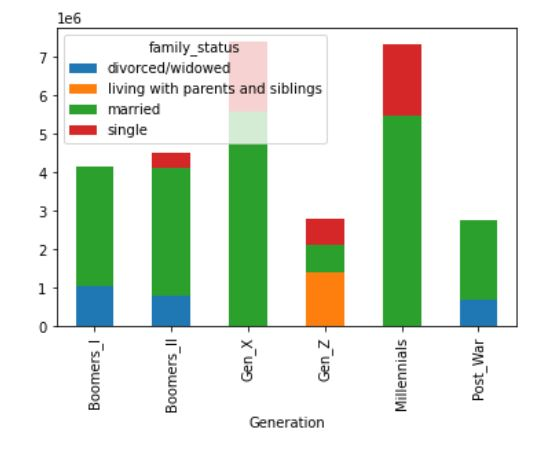 1e6
family_status
divorced/widowed
living with parents and siblings
married
single
7
6
5
4
3
2
1
0
Boomers_I
Boomers_II
Gen_X
Gen_Z
Millennials
Post_War
Generation